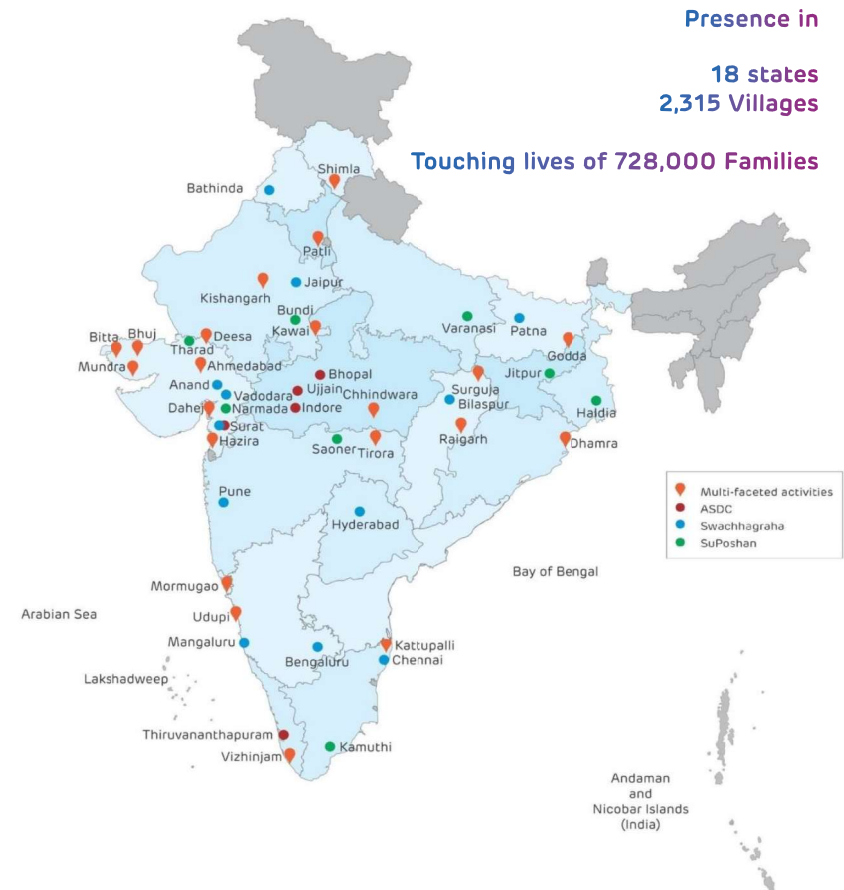 Presence in
18 states
2,315 Villages
Touching lives of 728,000 Families
Shimla
Bathinda
Patli
Jaipur
Kishangarh
Bundi
Kawai
Varanasi
Patna
Bitta
Bhuj
Deesa
Tharad
Godda
Mundra
Ahmedabad
Jitpur
Bhopal
Anand
Ujjain
Chhindwara
Surguja
Vadodara
Bilaspur
Dahej
Narmada
Indore
Haldia
Surat
Hazira
Saoner
Tirora
Raigarh
Dhamra
Pune
Hyderabad
Multi-faceted activities
ASDC
Swachhagraha
SuPoshan
Bay of Bengal
Mormugao
Arabian Sea
Udupi
Mangaluru
Kattupalli
Bengaluru
Chennai
Lakshadweep
Thiruvananthapuram
Kamuthi
Vizhinjam
Andaman
and
Nicobar Islands
(India)